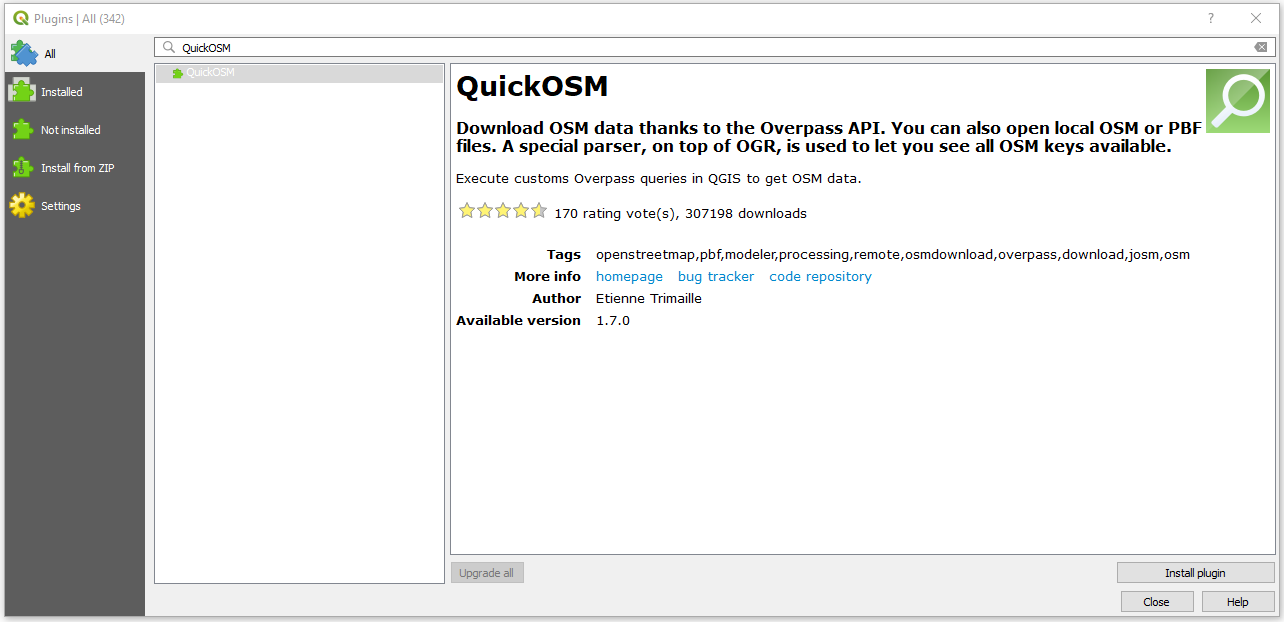 Plugins | All (342)
?
All
Installed
Not installed
Install from ZIP
Settings
QuickOSM
QuickOSM
QuickOSM
Download OSM data thanks to the Overpass API. You can also open local OSM or PBF
files. A special parser, on top of OGR, is used to let you see all OSM keys available.
Execute customs Overpass queries in QGIS to get OSM data.
170 rating vote(s), 307198 downloads
Tags openstreetmap,pbf,modeler,processing,remote,osmdownload,overpass,download,josm,osm
More info homepage bug tracker code repository
Author Etienne Trimaille
Available version 1.7.0
Upgrade all
Install plugin
Close Help